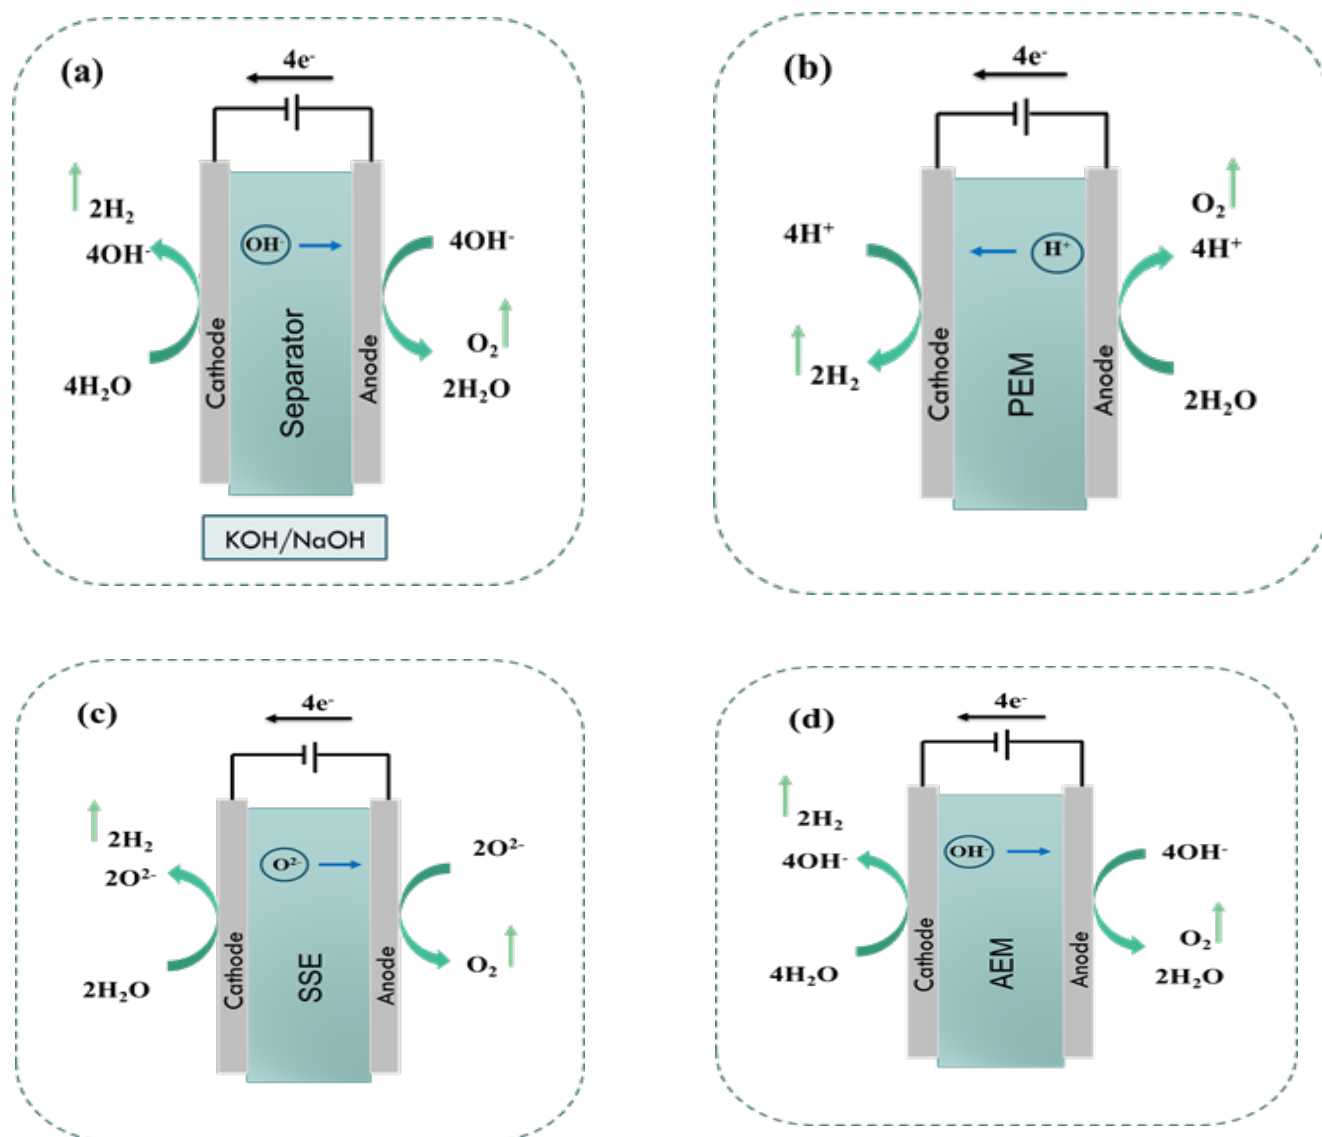 (a)
4e⁻
2H₂
4OH⁻
4H₂O
Cathode
OH⁻
Separator
Anode
4OH⁻
O₂
2H₂O
KOH/NaOH
(b)
4e⁻
4H⁺
2H₂
Cathode
H⁺
PEM
Anode
O₂
4H⁺
2H₂O
(c)
4e⁻
2H₂
2O²⁻
2H₂O
Cathode
O²⁻
SSE
Anode
2O²⁻
O₂
(d)
4e⁻
2H₂
4OH⁻
4H₂O
Cathode
OH⁻
AEM
Anode
4OH⁻
O₂
2H₂O